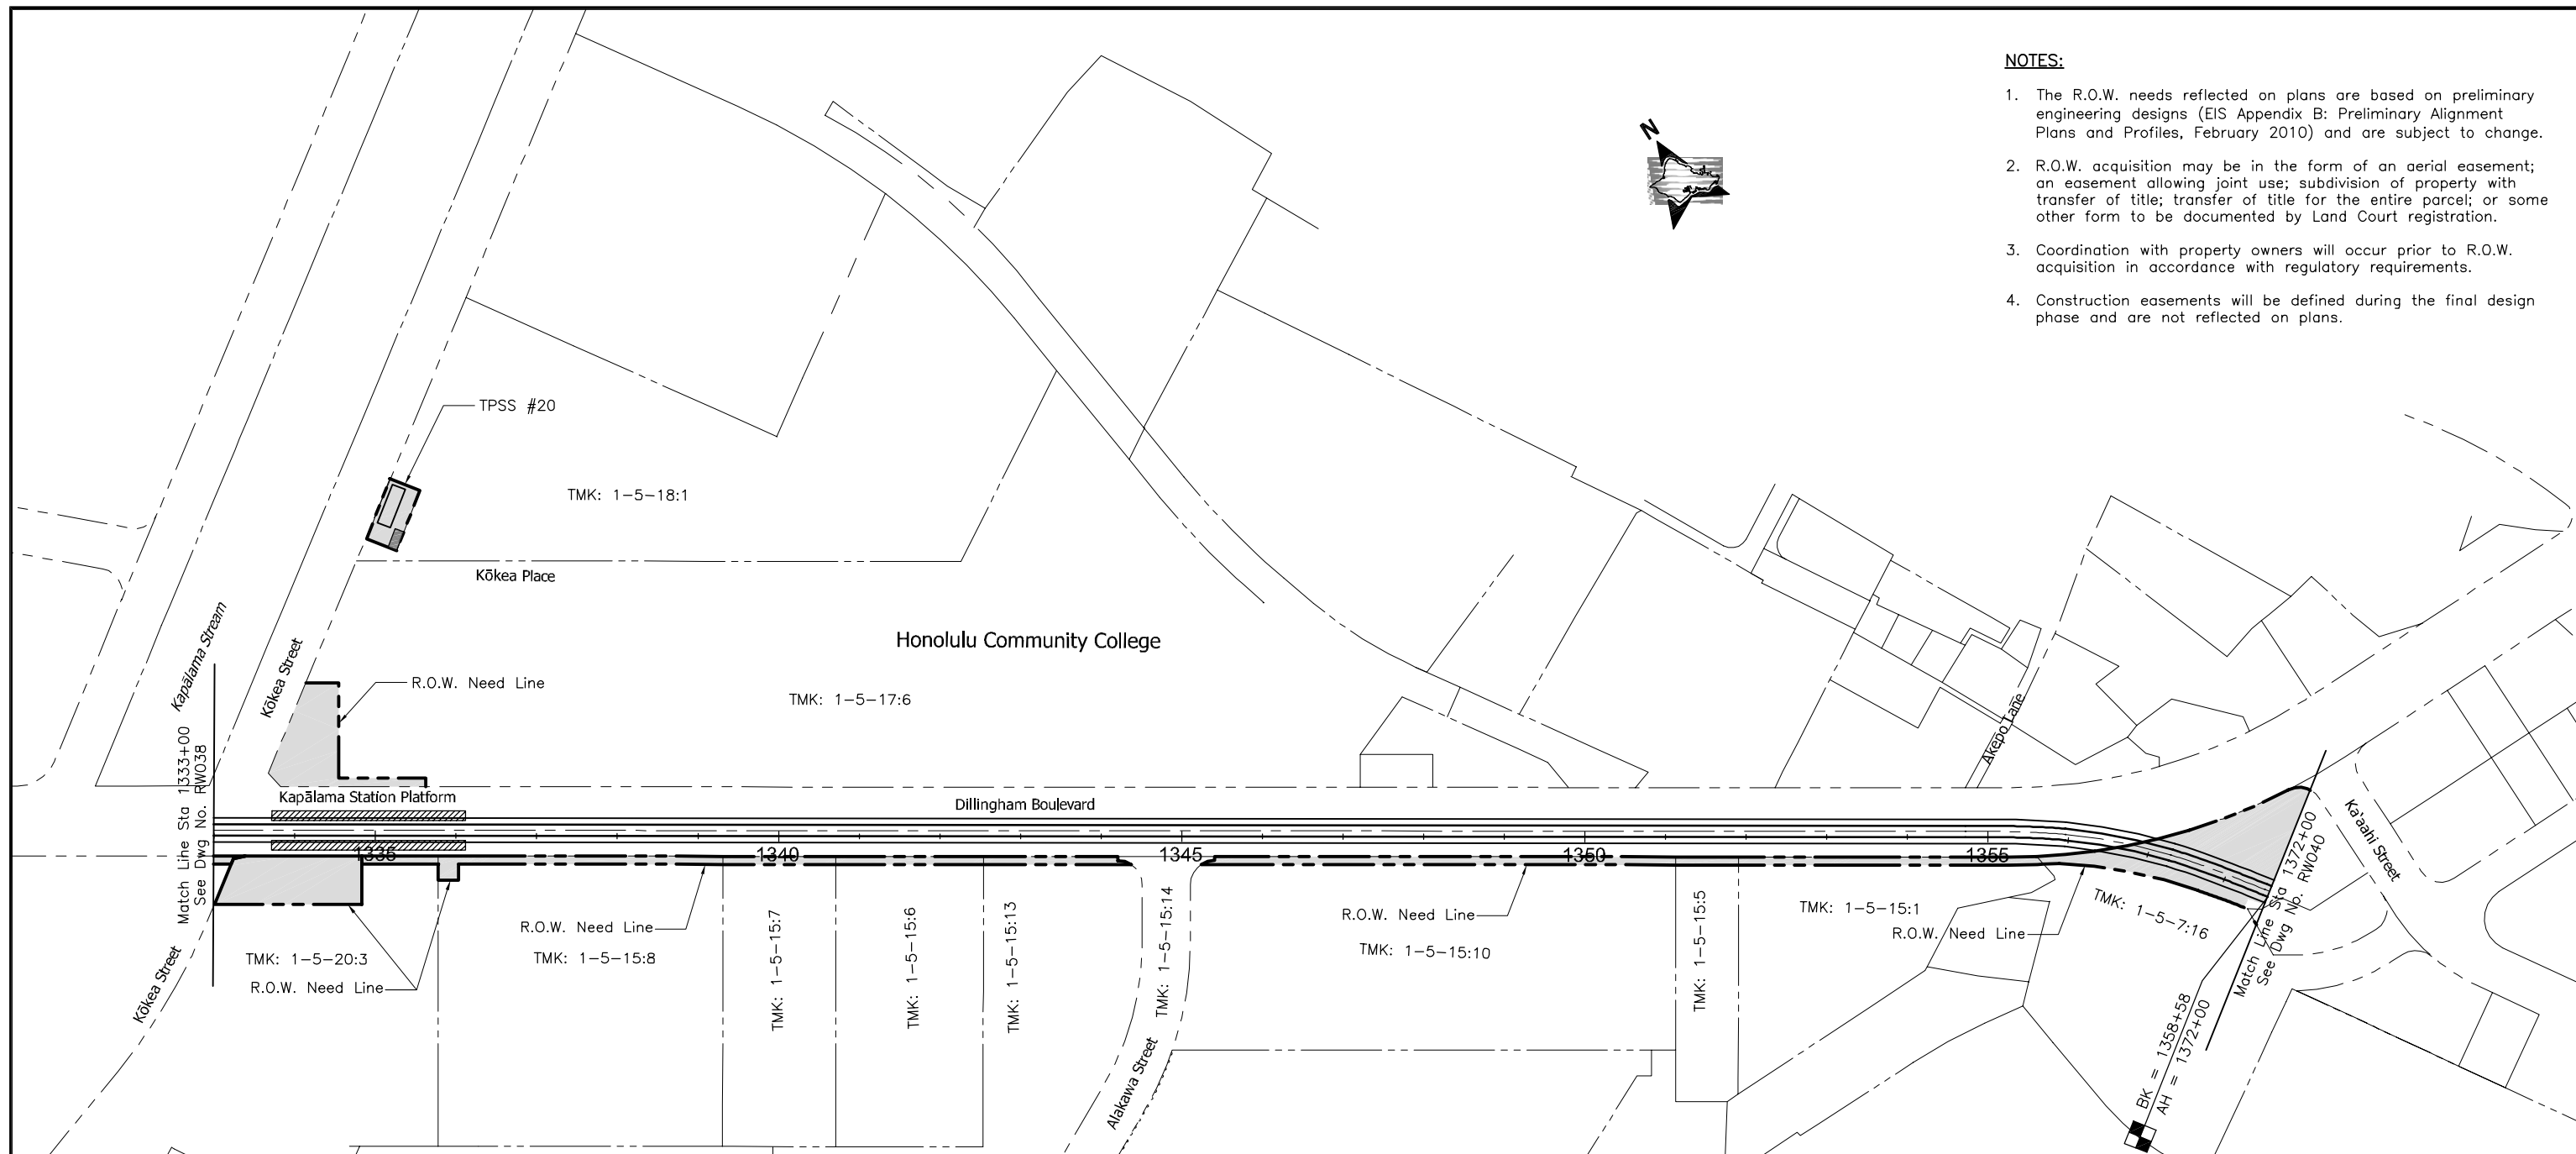 NOTES:
1. The R.O.W. needs reflected on plans are based on preliminary
engineering designs (EIS Appendix B: Preliminary Alignment
Plans and Profiles, February 2010) and are subject to change.
2. R.O.W. acquisition may be in the form of an aerial easement;
an easement allowing joint use; subdivision of property with
transfer of title; transfer of title for the entire parcel; or some
other form to be documented by Land Court registration.
3. Coordination with property owners will occur prior to R.O.W.
acquisition in accordance with regulatory requirements.
4. Construction easements will be defined during the final design
phase and are not reflected on plans.
N
TPSS #20
TMK: 1-5-18:1
Kōkea Place
Kapālama Stream
Kōkea Street
Honolulu Community College
R.O.W. Need Line
TMK: 1-5-17:6
Akepo Lane
Match Line Sta 1333+00
See Dwg No. RW038
Kapālama Station Platform
Dillingham Boulevard
Ka'aahi Street
1335
1340
1345
1350
1355
Kōkea Street
TMK: 1-5-20:3
R.O.W. Need Line
R.O.W. Need Line
TMK: 1-5-15:8
TMK: 1-5-15:7
TMK: 1-5-15:6
TMK: 1-5-15:13
TMK: 1-5-15:14
Alakawa Street
R.O.W. Need Line
TMK: 1-5-15:10
TMK: 1-5-15:5
TMK: 1-5-15:1
R.O.W. Need Line
TMK: 1-5-7:16
Match Line Sta 1372+00
See Dwg No. RW040
BK = 1358+58
AH = 1372+00